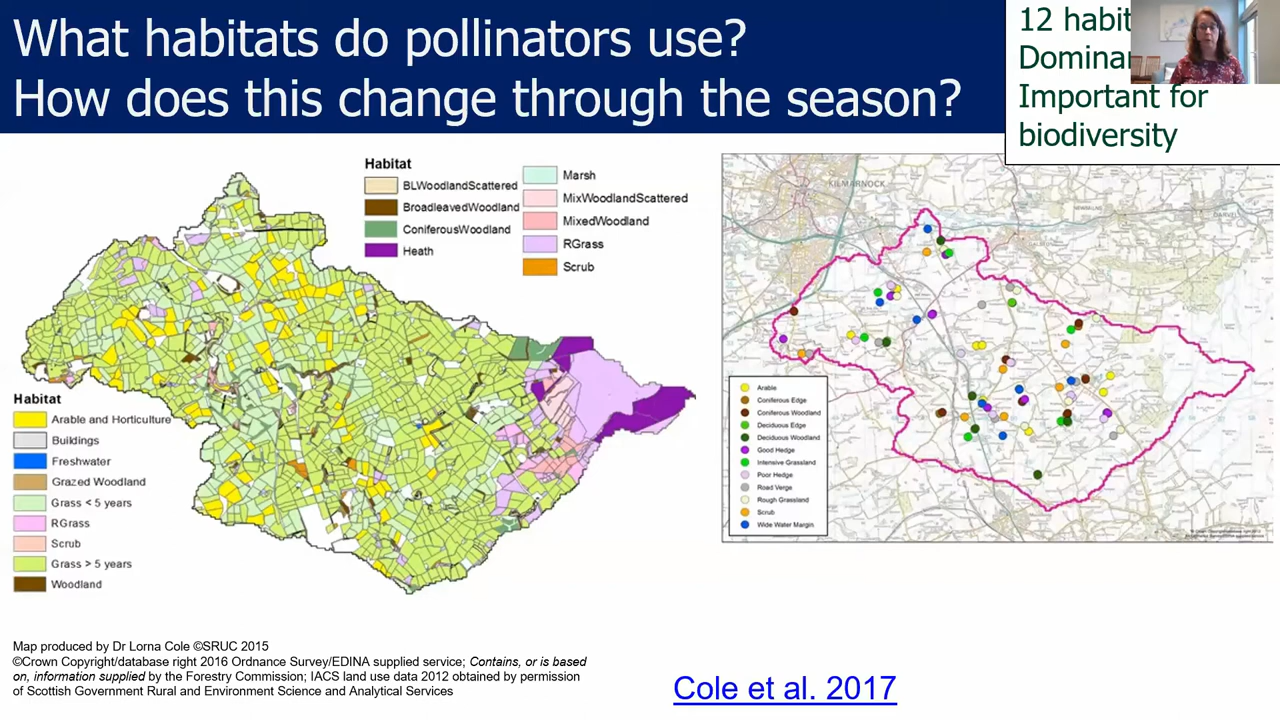 What habitats do pollinators use?
How does this change through the season?
12 habit
Dominan
Important for
biodiversity
Habitat
BLWoodlandScattered
BroadleavedWoodland
ConiferousWoodland
Heath
Marsh
MixWoodlandScattered
MixedWoodland
RGrass
Scrub
Habitat
Arable and Horticulture
Buildings
Freshwater
Grazed Woodland
Grass < 5 years
RGrass
Scrub
Grass > 5 years
Woodland
KILMARNOCK
Arable
Coniferous Edge
Coniferous Woodland
Deciduous Edge
Deciduous Woodland
Good Hedge
Intensive Grassland
Poor Hedge
Road Verge
Rough Grassland
Scrub
Wide Water Margin
Map produced by Dr Lorna Cole ©SRUC 2015
©Crown Copyright/database right 2016 Ordnance Survey/EDINA supplied service; Contains, or is based
on, information supplied by the Forestry Commission; IACS land use data 2012 obtained by permission
of Scottish Government Rural and Environment Science and Analytical Services
Cole et al. 2017